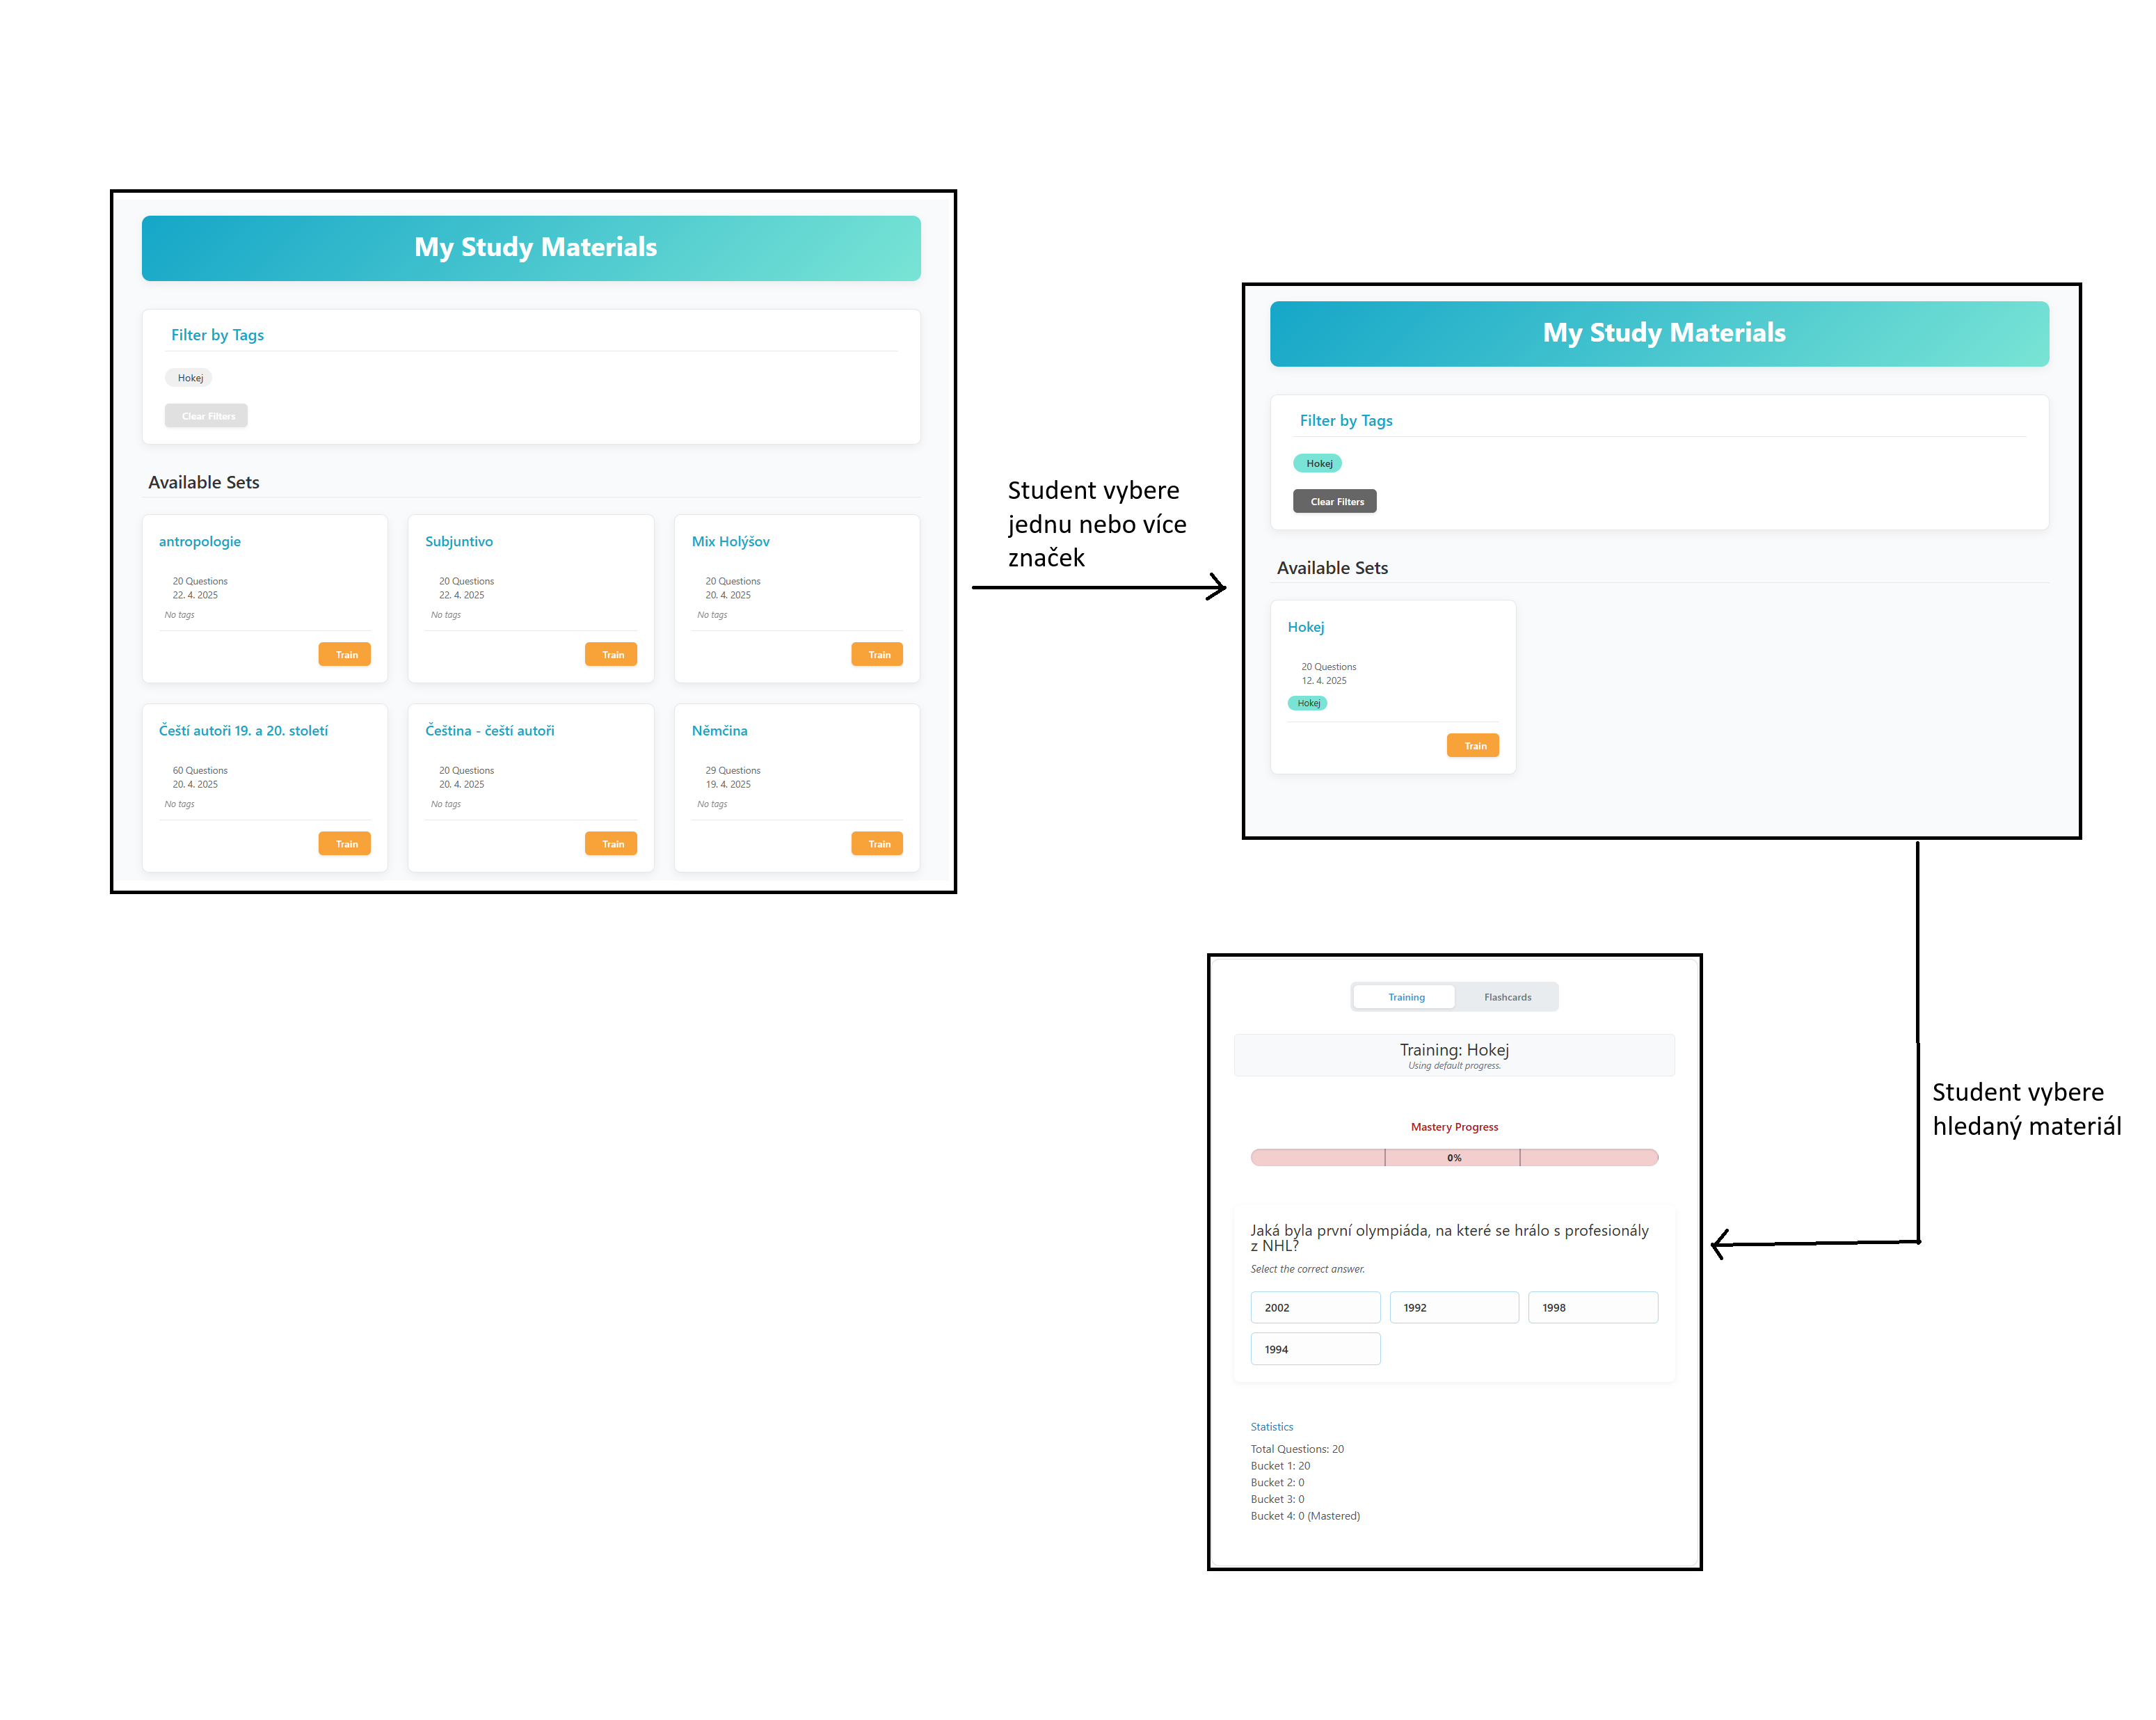 My Study Materials
Filter by Tags
Hokej
Clear Filters
Available Sets
antropologie
20 Questions
22. 4. 2025
No tags
Train
Subjuntivo
20 Questions
22. 4. 2025
No tags
Train
Mix Holýšov
20 Questions
20. 4. 2025
No tags
Train
Čeští autoři 19. a 20. století
60 Questions
20. 4. 2025
No tags
Train
Čeština - čeští autoři
20 Questions
20. 4. 2025
No tags
Train
Němčina
29 Questions
19. 4. 2025
No tags
Train
Student vybere
jednu nebo více
značek
My Study Materials
Filter by Tags
Hokej
Clear Filters
Available Sets
Hokej
20 Questions
12. 4. 2025
Hokej
Train
Student vybere
hledaný materiál
Training
Flashcards
Training: Hokej
Using default progress.
Mastery Progress
0%
Jaká byla první olympiáda, na které se hrálo s profesionály
z NHL?
Select the correct answer.
2002
1992
1998
1994
Statistics
Total Questions: 20
Bucket 1: 20
Bucket 2: 0
Bucket 3: 0
Bucket 4: 0 (Mastered)